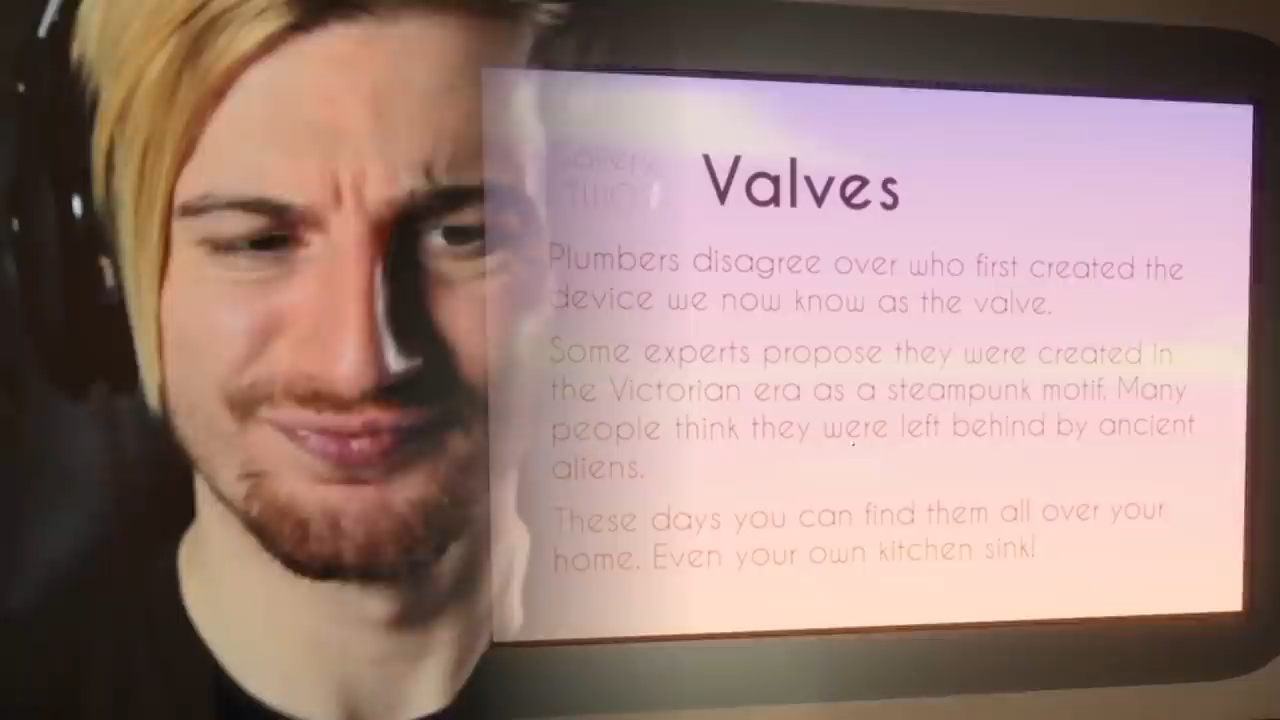 Valves
Plumbers disagree over who first created the
device we now know as the valve.
Some experts propose they were created in
the Victorian era as a steampunk motif. Many
people think they were left behind by ancient
aliens.
These days you can find them all over your
home. Even your own kitchen sink!